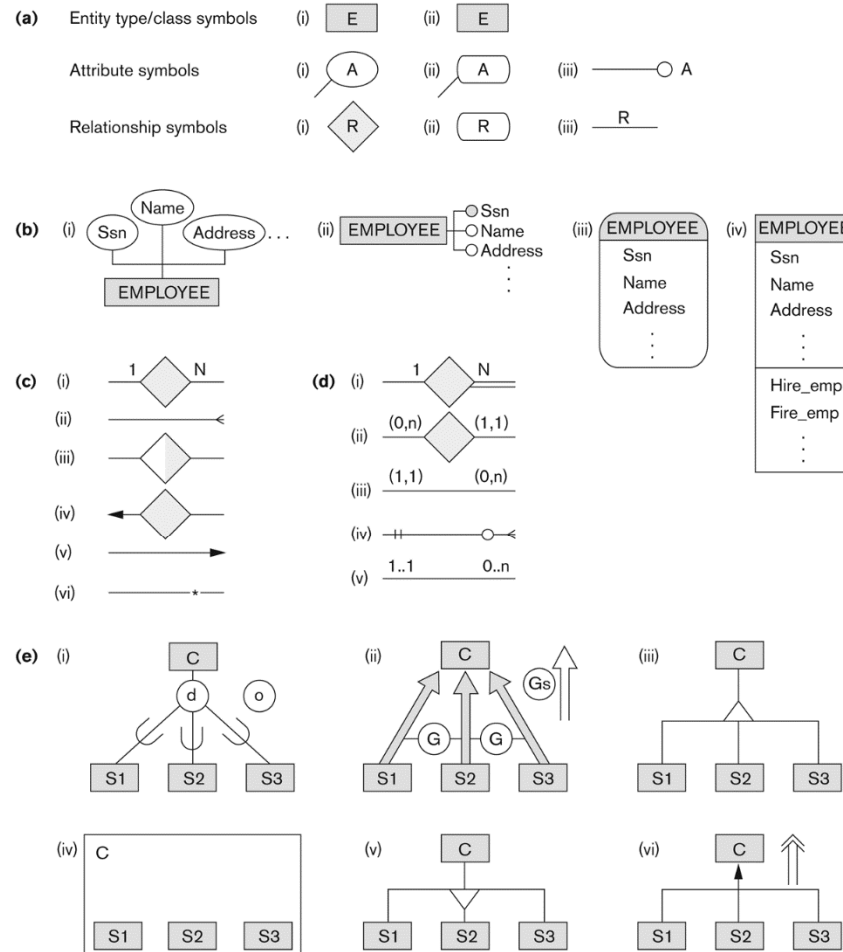 (a) Entity type/class symbols (i) E (ii) E
Attribute symbols (i) A (ii) A (iii) A
Relationship symbols (i) R (ii) R (iii) R
(b) (i) Ssn Name Address . . .
EMPLOYEE
(ii) EMPLOYEE Ssn
Name
Address
(iii) EMPLOYEE
Ssn
Name
Address
(iv) EMPLOYEE
Ssn
Name
Address
Hire_emp
Fire_emp
(c) (i) 1 N
(ii)
(iii)
(iv)
(v)
(vi) *
(d) (i) 1 N
(ii) (0,n) (1,1)
(iii) (1,1) (0,n)
(iv)
(v) 1..1 0..n
(e) (i) C
d o
S1 S2 S3
(ii) C
Gs
G G
S1 S2 S3
(iii) C
S1 S2 S3
(iv) C
S1 S2 S3
(v) C
S1 S2 S3
(vi) C
S1 S2 S3